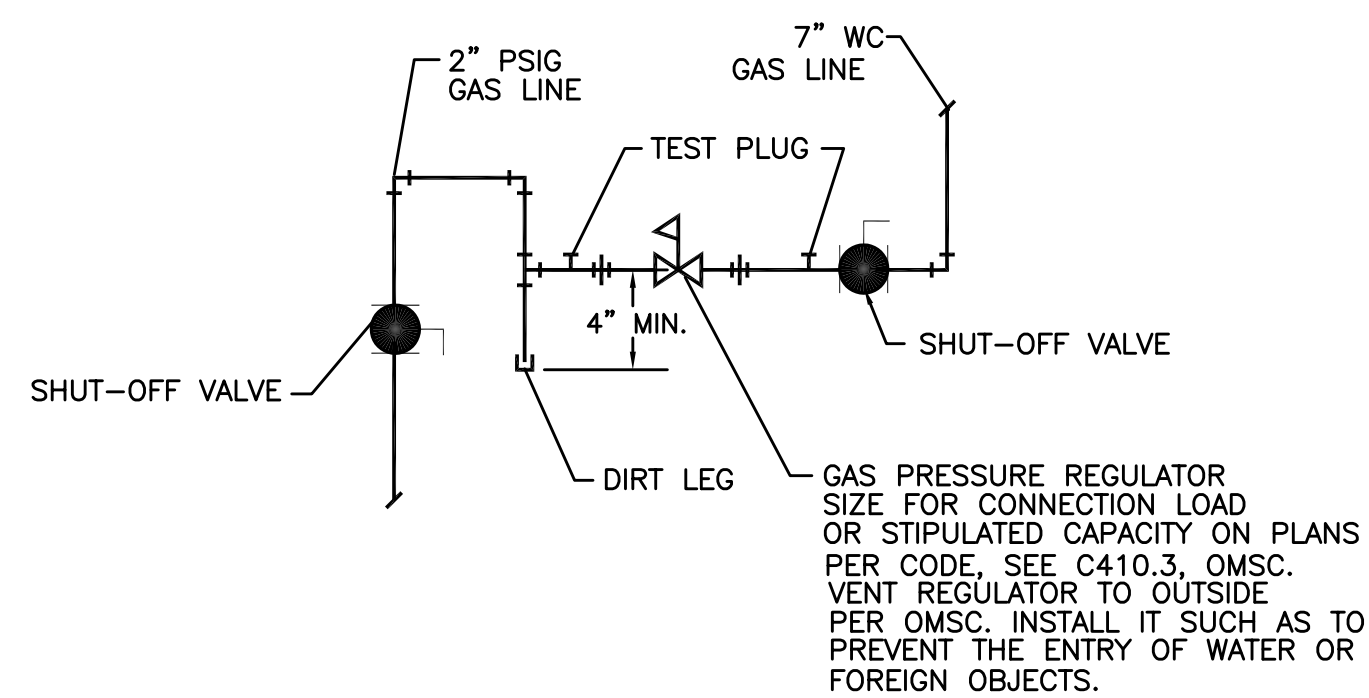 7” WC
GAS LINE
2” PSIG
GAS LINE
TEST PLUG
4” MIN.
SHUT–OFF VALVE
SHUT–OFF VALVE
DIRT LEG
GAS PRESSURE REGULATOR
SIZE FOR CONNECTION LOAD
OR STIPULATED CAPACITY ON PLANS
PER CODE, SEE C410.3, OMSC.
VENT REGULATOR TO OUTSIDE
PER OMSC. INSTALL IT SUCH AS TO
PREVENT THE ENTRY OF WATER OR
FOREIGN OBJECTS.